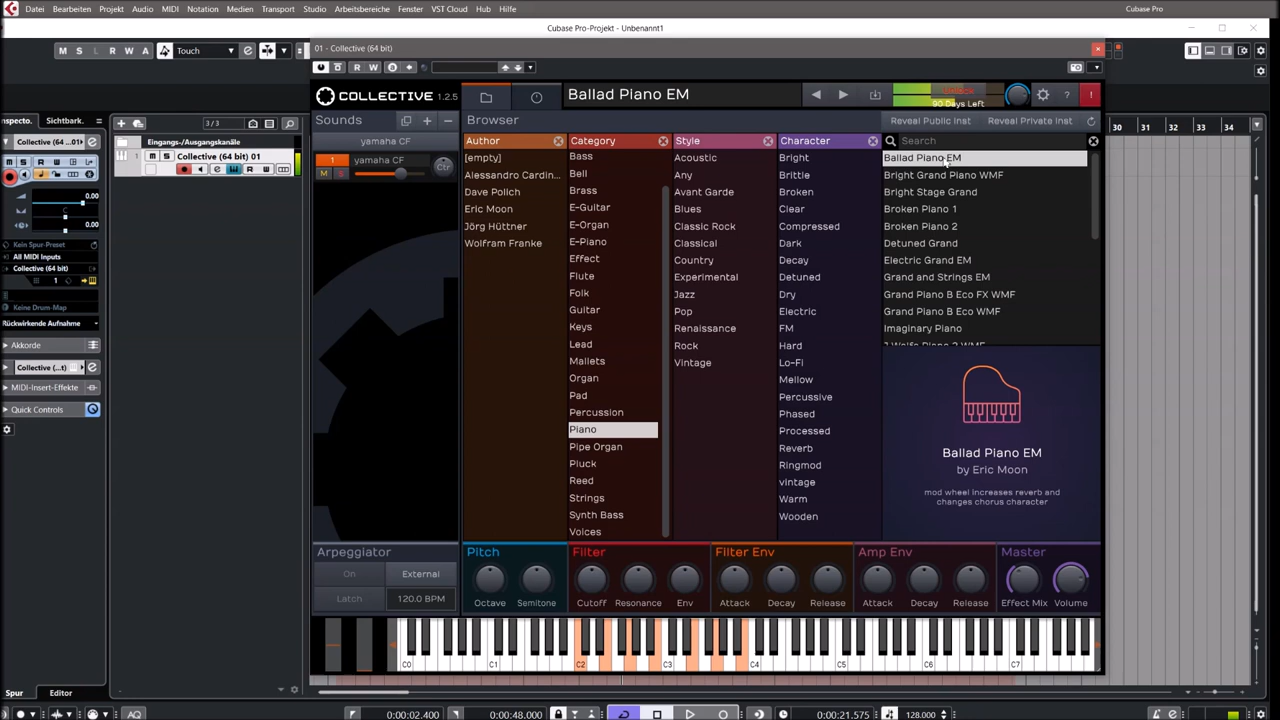 Datei Bearbeiten Projekt Audio MIDI Notation Medien Transport Studio Arbeitsbereiche Fenster VST Cloud Hub Hilfe Cubase Pro
Cubase Pro-Projekt - Unbenannt1
M S L R W A Touch
01 - Collective (64 bit)
R W
COLLECTIVE 1.2.5
Ballad Piano EM
90 Days Left
? !
Inspecto. Sichtbark. 3/3
Sounds
Browser
Reveal Public Inst Reveal Private Inst
30 31 32 33 34
Collective (64 ...01
Eingangs-/Ausgangskanäle
M S Collective (64 bit) 01
R W
0.00
0.00
Kein Spur-Preset
All MIDI Inputs
Collective (64 bit)
1
Keine Drum-Map
Rückwirkende Aufnahme
Akkorde
Collective (...t)
MIDI-Insert-Effekte
Quick Controls
yamaha CF
1 yamaha CF
M S
Ctr
Author
[empty]
Alessandro Cardin...
Dave Polich
Eric Moon
Jörg Hüttner
Wolfram Franke
Category
Bass
Bell
Brass
E-Guitar
E-Organ
E-Piano
Effect
Flute
Folk
Guitar
Keys
Lead
Mallets
Organ
Pad
Percussion
Piano
Pipe Organ
Pluck
Reed
Strings
Synth Bass
Voices
Style
Acoustic
Any
Avant Garde
Blues
Classic Rock
Classical
Country
Experimental
Jazz
Pop
Renaissance
Rock
Vintage
Character
Bright
Brittle
Broken
Clear
Compressed
Dark
Decay
Detuned
Dry
Electric
FM
Hard
Lo-Fi
Mellow
Percussive
Phased
Processed
Reverb
Ringmod
vintage
Warm
Wooden
Search
Ballad Piano EM
Bright Grand Piano WMF
Bright Stage Grand
Broken Piano 1
Broken Piano 2
Detuned Grand
Electric Grand EM
Grand and Strings EM
Grand Piano B Eco FX WMF
Grand Piano B Eco WMF
Imaginary Piano
Ballad Piano EM
by Eric Moon
mod wheel increases reverb and
changes chorus character
Arpeggiator
On External
Latch 120.0 BPM
Pitch
Octave Semitone
Filter
Cutoff Resonance Env
Filter Env
Attack Decay Release
Amp Env
Attack Decay Release
Master
Effect Mix Volume
C0 C1 C2 C3 C4 C5 C6 C7
Spur Editor
AQ 0:00:02.400 0:00:48.000 0:00:21.575 128.000